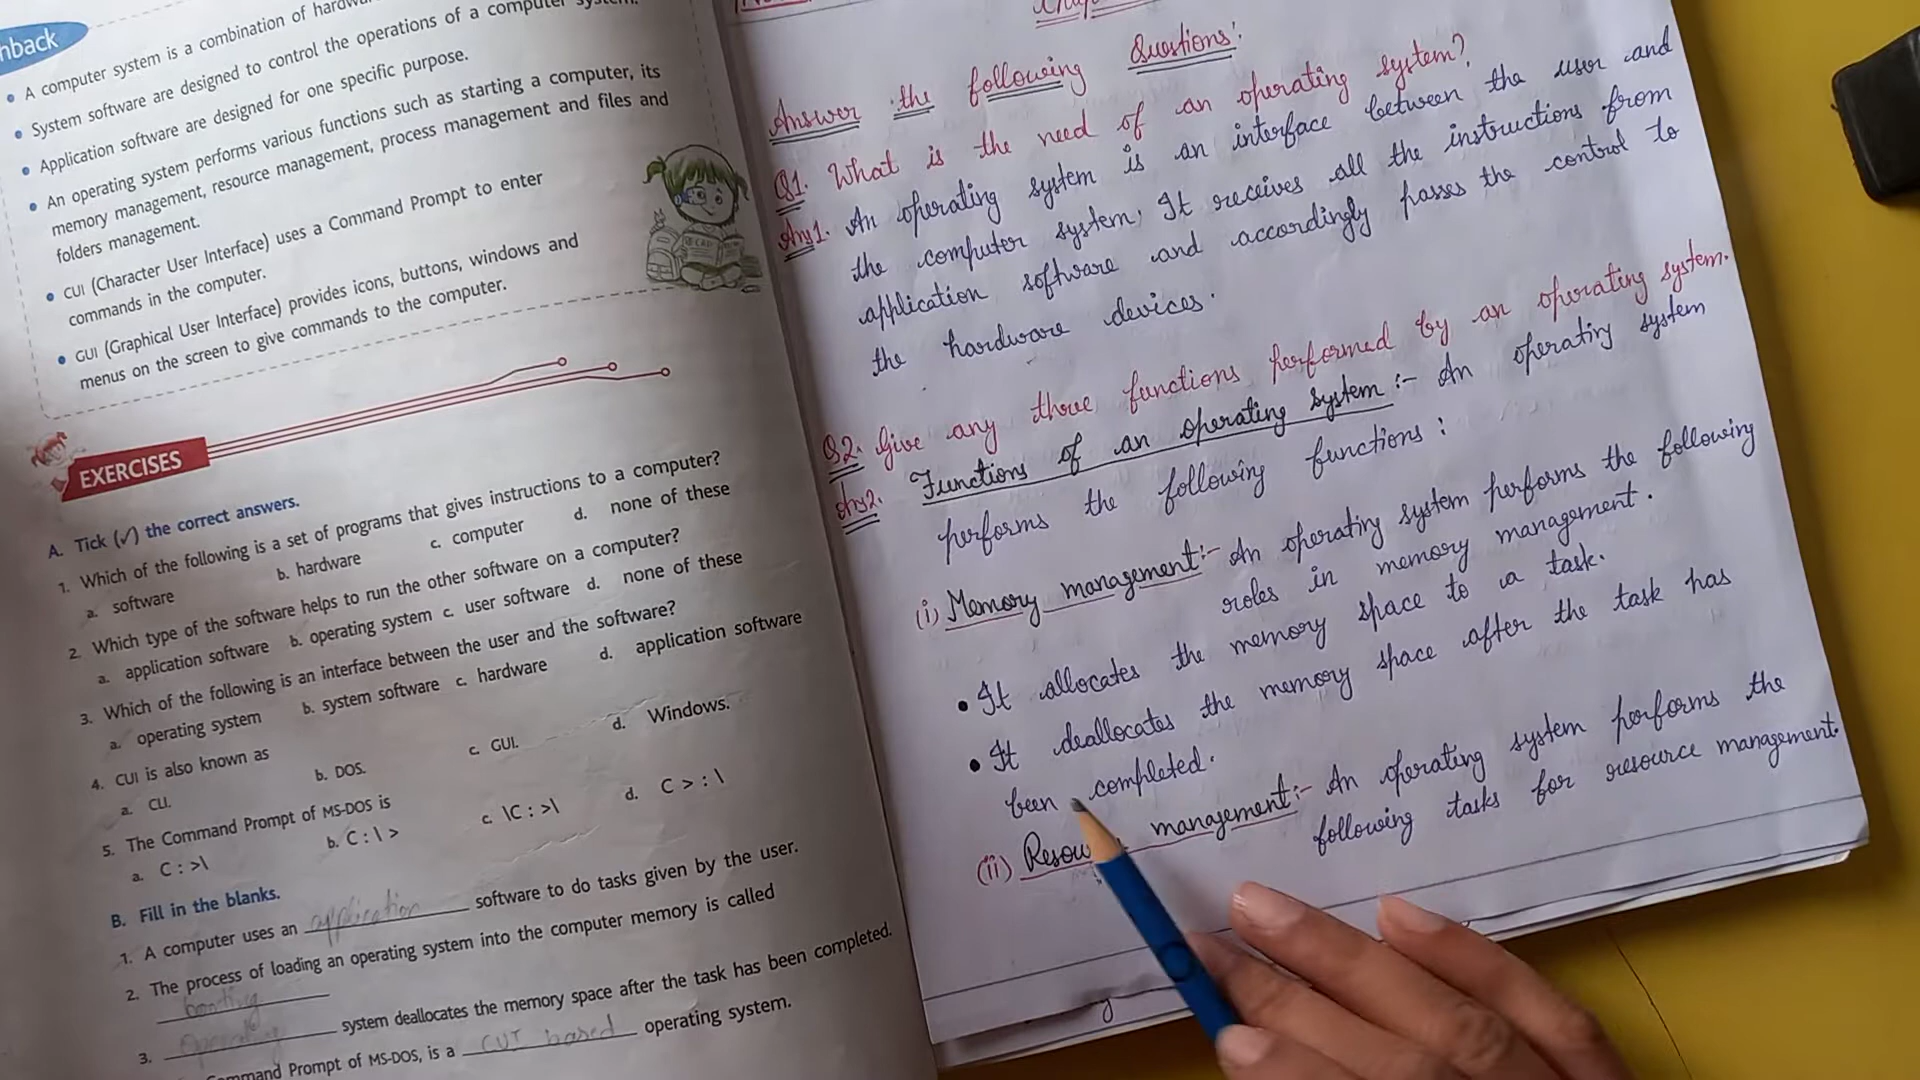 hback
A computer system is a combination of
System software are designed to control the operations of a computer system.
Application software are designed for one specific purpose.
An operating system performs various functions such as starting a computer, its
memory management, resource management, process management and files and
folders management.
CUI (Character User Interface) uses a Command Prompt to enter
commands in the computer.
GUI (Graphical User Interface) provides icons, buttons, windows and
menus on the screen to give commands to the computer.
EXERCISES
A. Tick (✓) the correct answers.
1. Which of the following is a set of programs that gives instructions to a computer?
a. software b. hardware c. computer d. none of these
2. Which type of the software helps to run the other software on a computer?
a. application software b. operating system c. user software d. none of these
3. Which of the following is an interface between the user and the software?
a. operating system b. system software c. hardware d. application software
4. CUI is also known as
a. CLI. b. DOS. c. GUI. d. Windows.
5. The Command Prompt of MS-DOS is
a. C : >\ b. C : \ > c. \C : >\ d. C > : \
B. Fill in the blanks.
1. A computer uses an application software to do tasks given by the user.
2. The process of loading an operating system into the computer memory is called
booting
3. operating system deallocates the memory space after the task has been completed.
mmand Prompt of MS-DOS, is a CUI based operating system.
Answer the following Questions:
Q1. What is the need of an operating system?
Ans1. An operating system is an interface between the user and
the computer system. It receives all the instructions from
application software and accordingly passes the control to
the hardware devices.
Q2. Give any three functions performed by an operating system.
Ans2. Functions of an operating system :- An operating system
performs the following functions :
(i) Memory management:- An operating system performs the following
roles in memory management.
• It allocates the memory space to a task.
• It deallocates the memory space after the task has
been completed.
(ii) Resou management:- An operating system performs the
following tasks for resource management.